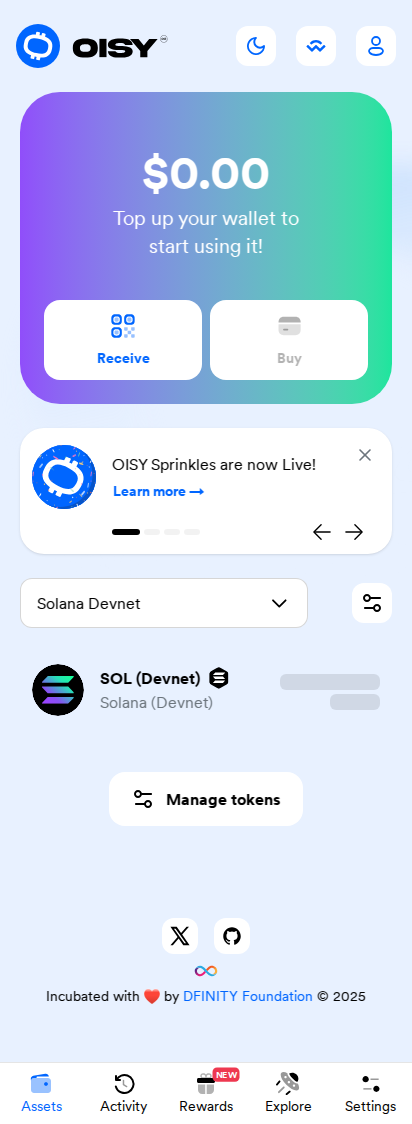 OISY
$0.00
Top up your wallet to
start using it!
Receive
Buy
OISY Sprinkles are now Live!
Learn more →
Solana Devnet
SOL (Devnet)
Solana (Devnet)
Manage tokens
Incubated with ❤️ by DFINITY Foundation © 2025
NEW
Assets
Activity
Rewards
Explore
Settings